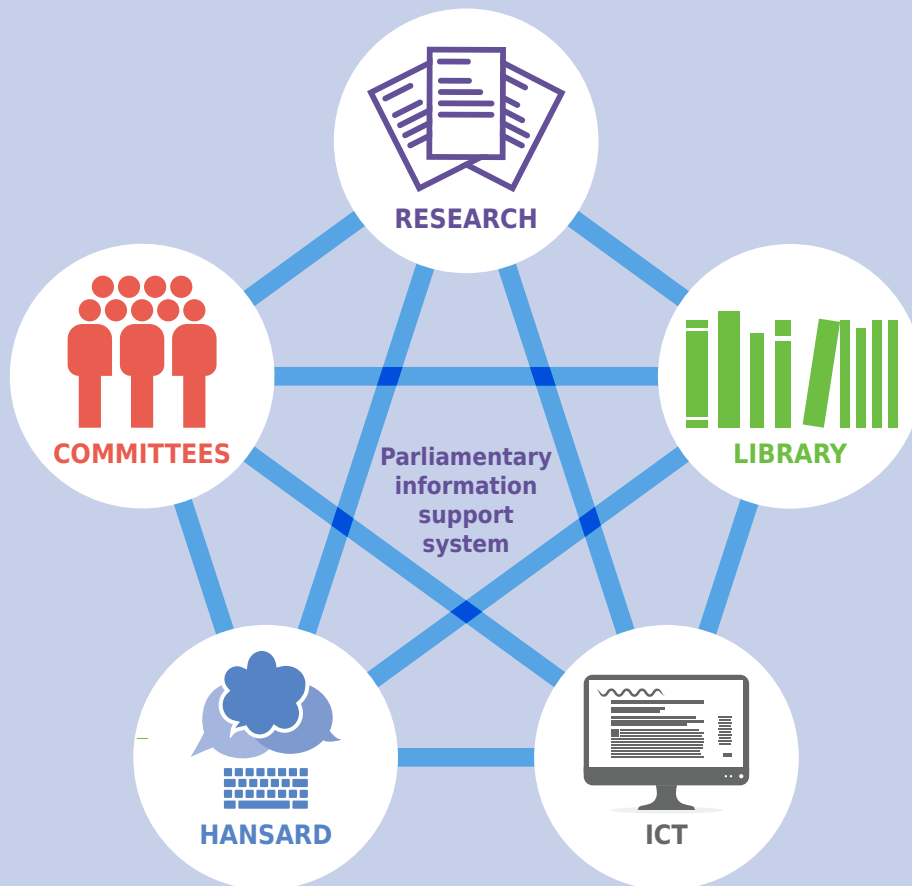 RESEARCH
COMMITTEES
LIBRARY
Parliamentary
information
support
system
HANSARD
ICT